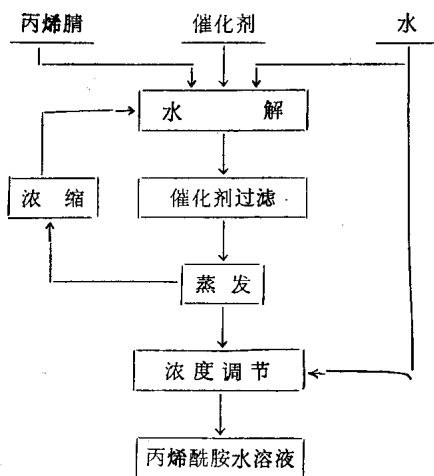 丙烯腈 催化剂 水
水 解
浓 缩 催化剂过滤
蒸 发
浓度调节
丙烯酰胺水溶液